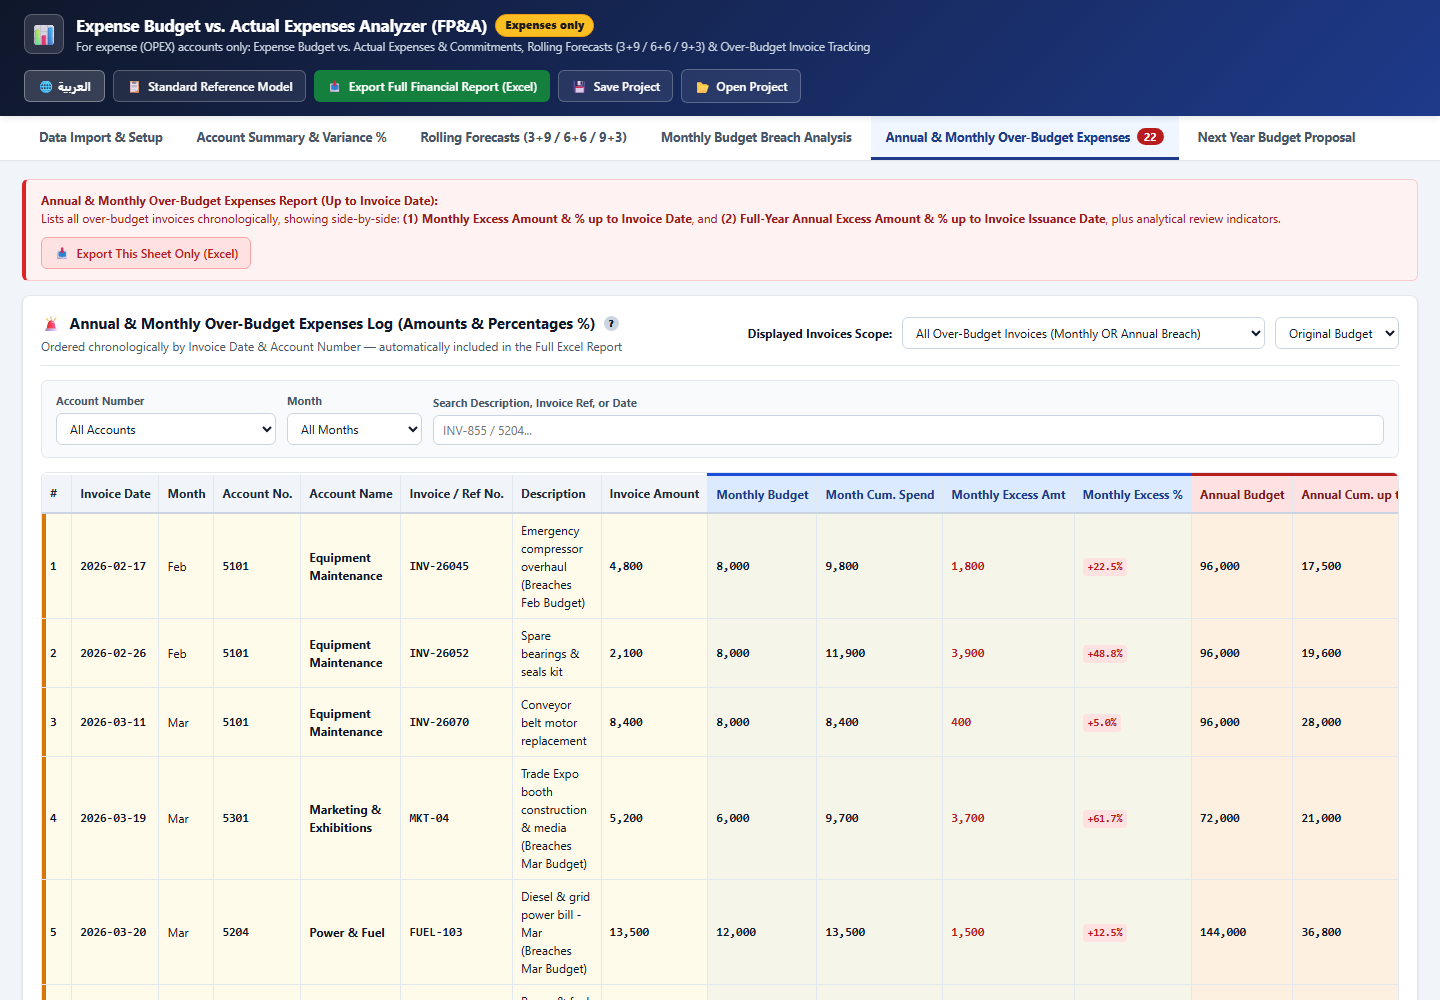 Expense Budget vs. Actual Expenses Analyzer (FP&A) Expenses only
For expense (OPEX) accounts only: Expense Budget vs. Actual Expenses & Commitments, Rolling Forecasts (3+9 / 6+6 / 9+3) & Over-Budget Invoice Tracking
العربية Standard Reference Model Export Full Financial Report (Excel) Save Project Open Project
Data Import & Setup Account Summary & Variance % Rolling Forecasts (3+9 / 6+6 / 9+3) Monthly Budget Breach Analysis Annual & Monthly Over-Budget Expenses 22 Next Year Budget Proposal
Annual & Monthly Over-Budget Expenses Report (Up to Invoice Date):
Lists all over-budget invoices chronologically, showing side-by-side: (1) Monthly Excess Amount & % up to Invoice Date, and (2) Full-Year Annual Excess Amount & % up to Invoice Issuance Date, plus analytical review indicators.
Export This Sheet Only (Excel)
Annual & Monthly Over-Budget Expenses Log (Amounts & Percentages %) ?
Ordered chronologically by Invoice Date & Account Number — automatically included in the Full Excel Report
Displayed Invoices Scope: All Over-Budget Invoices (Monthly OR Annual Breach) Original Budget
Account Number Month Search Description, Invoice Ref, or Date
All Accounts All Months INV-855 / 5204...
# Invoice Date Month Account No. Account Name Invoice / Ref No. Description Invoice Amount Monthly Budget Month Cum. Spend Monthly Excess Amt Monthly Excess % Annual Budget Annual Cum. up t
1 2026-02-17 Feb 5101 Equipment Maintenance INV-26045 Emergency compressor overhaul (Breaches Feb Budget) 4,800 8,000 9,800 1,800 +22.5% 96,000 17,500
2 2026-02-26 Feb 5101 Equipment Maintenance INV-26052 Spare bearings & seals kit 2,100 8,000 11,900 3,900 +48.8% 96,000 19,600
3 2026-03-11 Mar 5101 Equipment Maintenance INV-26070 Conveyor belt motor replacement 8,400 8,000 8,400 400 +5.0% 96,000 28,000
4 2026-03-19 Mar 5301 Marketing & Exhibitions MKT-04 Trade Expo booth construction & media (Breaches Mar Budget) 5,200 6,000 9,700 3,700 +61.7% 72,000 21,000
5 2026-03-20 Mar 5204 Power & Fuel FUEL-103 Diesel & grid power bill - Mar (Breaches Mar Budget) 13,500 12,000 13,500 1,500 +12.5% 144,000 36,800